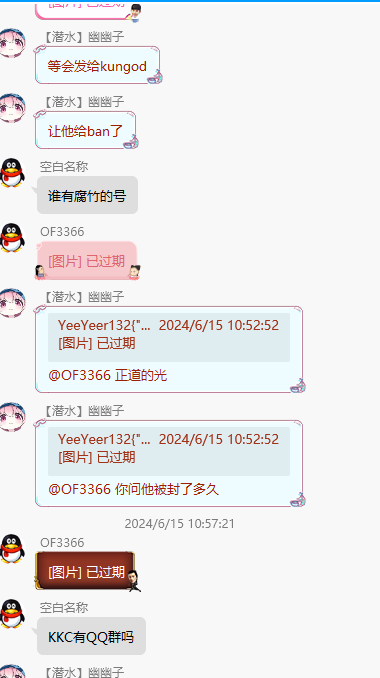 [图片] 已过期
【潜水】幽幽子
等会发给kungod
【潜水】幽幽子
让他给ban了
空白名称
谁有腐竹的号
OF3366
[图片] 已过期
【潜水】幽幽子
YeeYeer132{"... 2024/6/15 10:52:52
[图片] 已过期
@OF3366 正道的光
【潜水】幽幽子
YeeYeer132{"... 2024/6/15 10:52:52
[图片] 已过期
@OF3366 你问他被封了多久
2024/6/15 10:57:21
OF3366
[图片] 已过期
空白名称
KKC有QQ群吗
【潜水】幽幽子